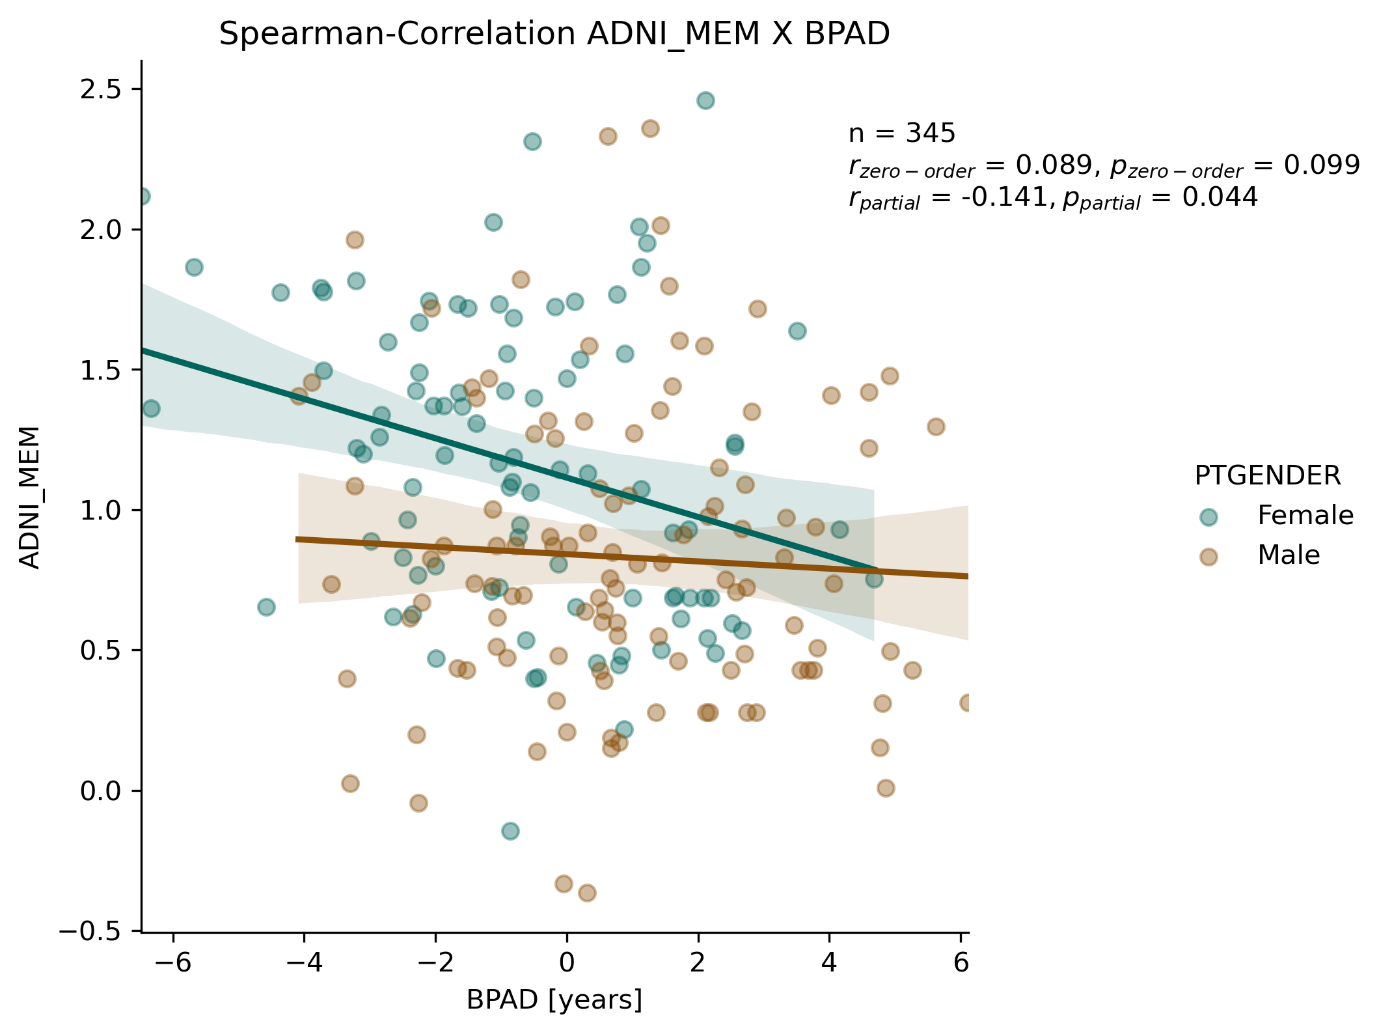 Spearman-Correlation ADNI_MEM X BPAD
n = 345
r_zero−order = 0.089, p_zero−order = 0.099
r_partial = -0.141, p_partial = 0.044
2.5
2.0
1.5
1.0
0.5
0.0
−0.5
ADNI_MEM
−6 −4 −2 0 2 4 6
BPAD [years]
PTGENDER
Female
Male